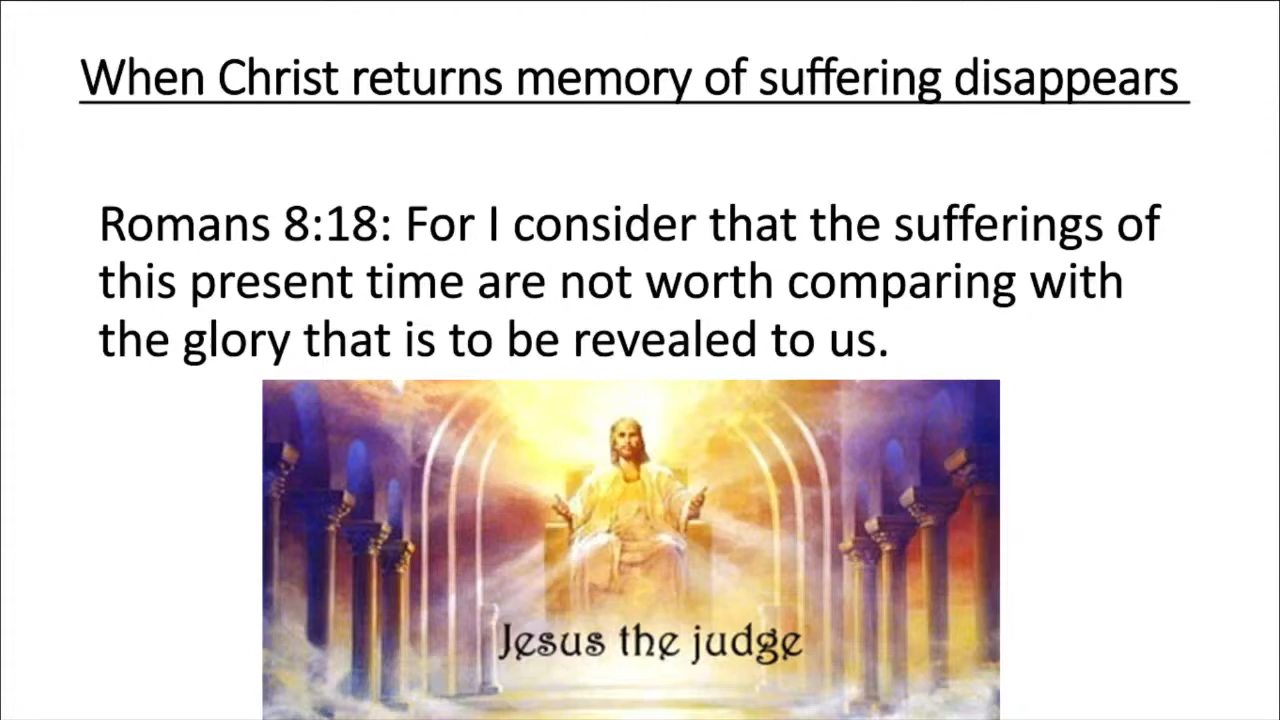 When Christ returns memory of suffering disappears
Romans 8:18: For I consider that the sufferings of
this present time are not worth comparing with
the glory that is to be revealed to us.
Jesus the judge